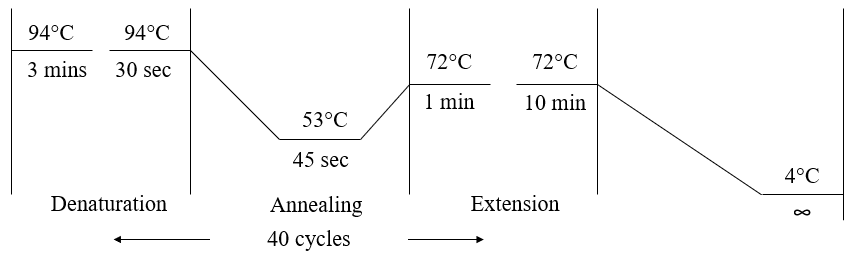 94°C
94°C
3 mins
30 sec
53°C
45 sec
72°C
72°C
1 min
10 min
4°C
∞
Denaturation
Annealing
Extension
40 cycles